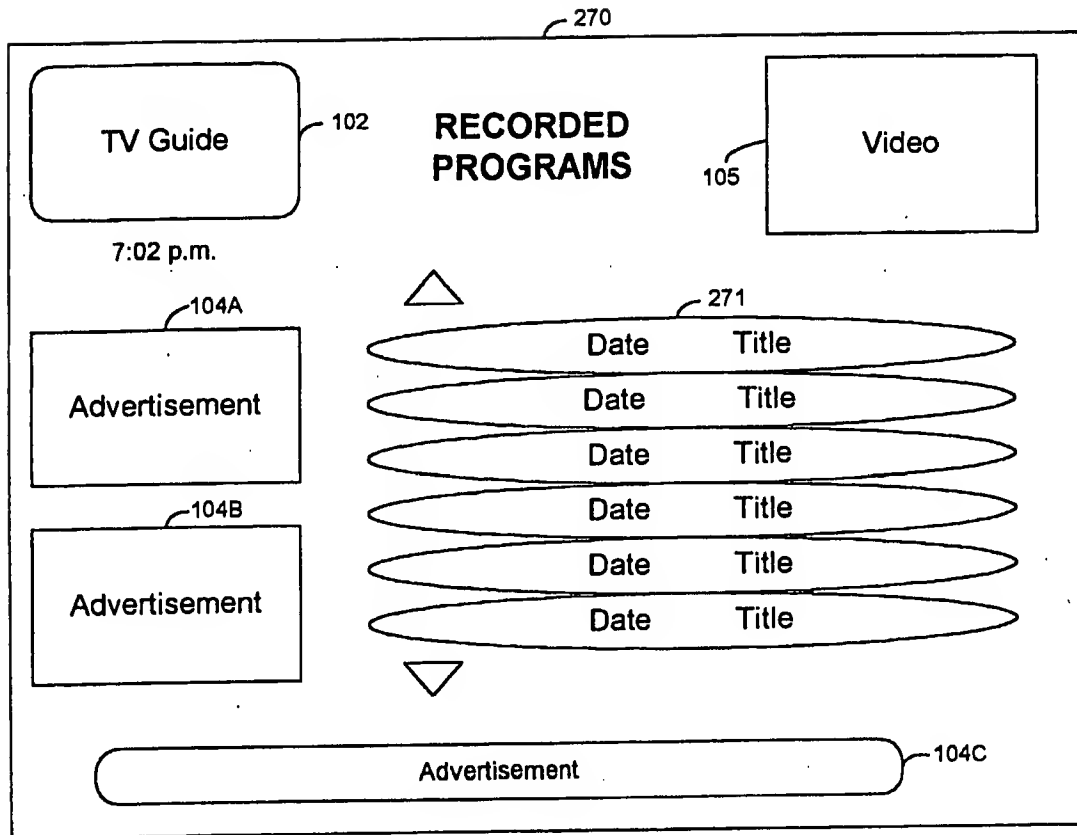 270
TV Guide
102
RECORDED
PROGRAMS
105
Video
7:02 p.m.
104A
Advertisement
271
Date Title
Date Title
Date Title
Date Title
Date Title
Date Title
104B
Advertisement
Advertisement
104C